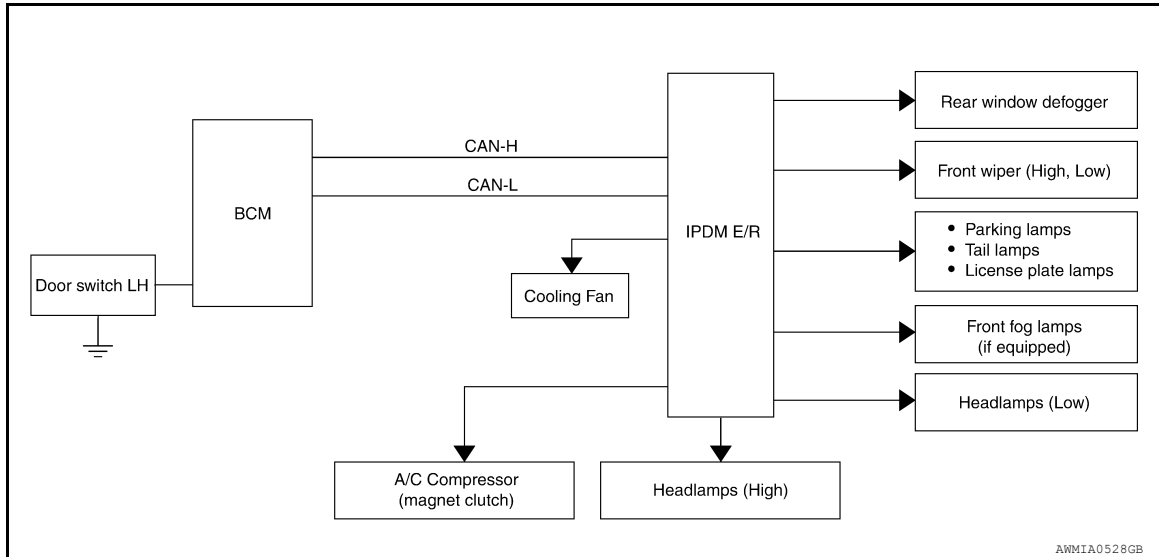 Rear window defogger
CAN-H
CAN-L
Front wiper (High, Low)
BCM
IPDM E/R
• Parking lamps
• Tail lamps
• License plate lamps
Door switch LH
Cooling Fan
Front fog lamps
(if equipped)
Headlamps (Low)
A/C Compressor
(magnet clutch)
Headlamps (High)
AWMIA0528GB